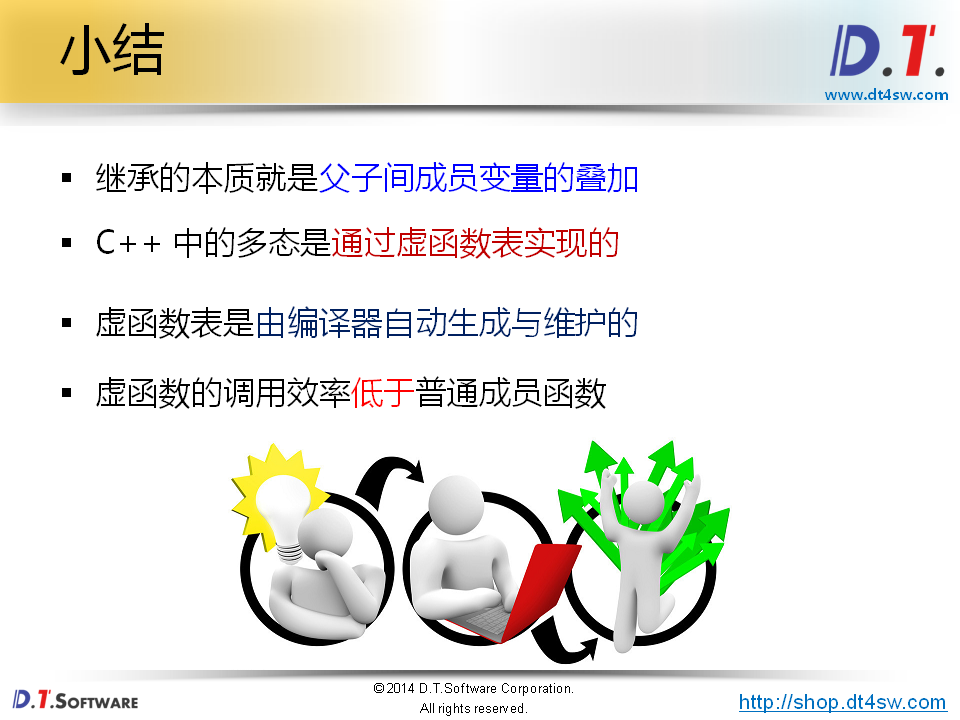 小结
D.T.
www.dt4sw.com
▪ 继承的本质就是父子间成员变量的叠加
▪ C++ 中的多态是通过虚函数表实现的
▪ 虚函数表是由编译器自动生成与维护的
▪ 虚函数的调用效率低于普通成员函数
D.T.SOFTWARE
©2014 D.T.Software Corporation.
All rights reserved.
http://shop.dt4sw.com